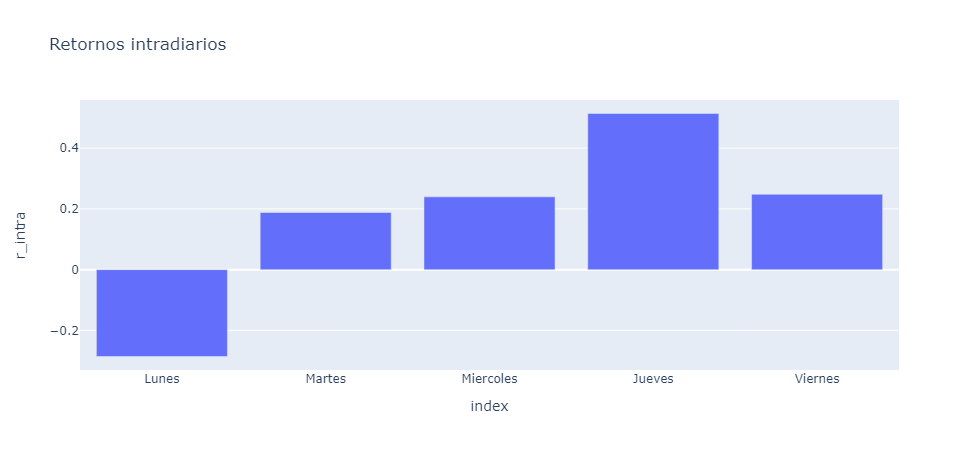 Retornos intradiarios
r_intra
0.4
0.2
0
−0.2
Lunes Martes Miercoles Jueves Viernes
index